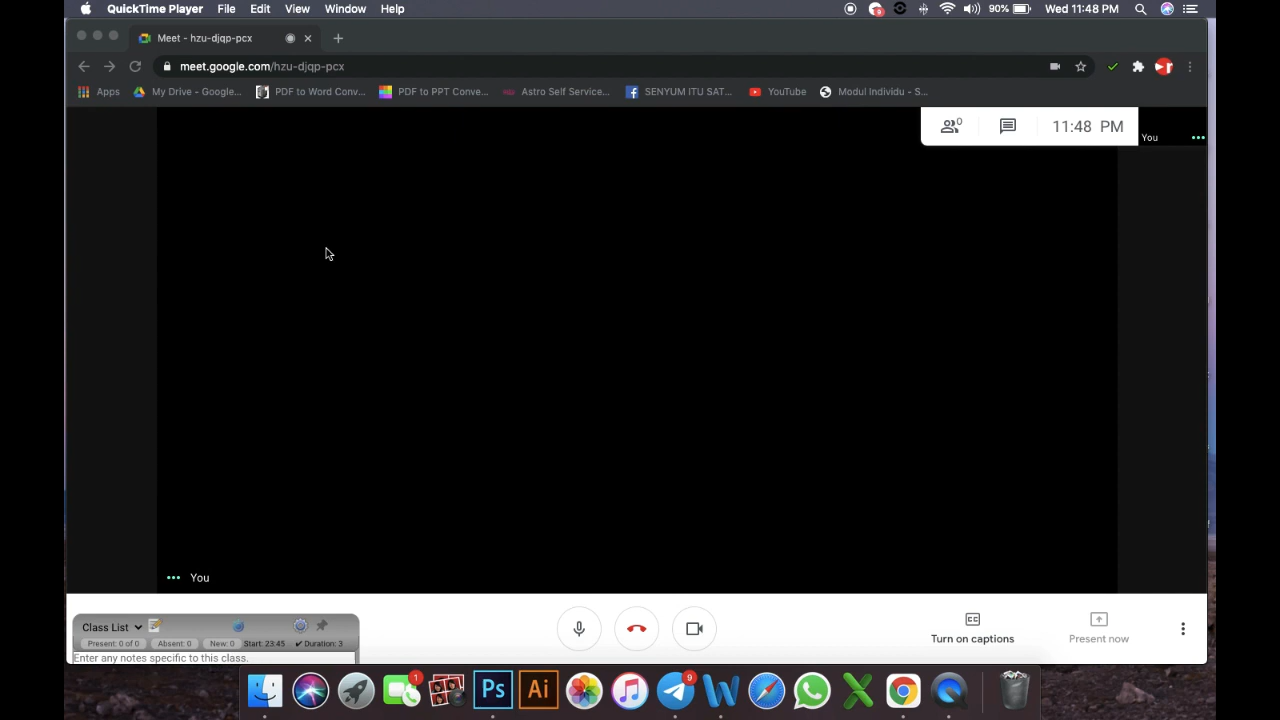 QuickTime Player File Edit View Window Help 9 90% Wed 11:48 PM
Meet - hzu-djqp-pcx
meet.google.com/hzu-djqp-pcx
Apps My Drive - Google... PDF to Word Conv... PDF to PPT Conve... Astro Self Service... SENYUM ITU SAT... YouTube Modul Individu - S...
0 11:48 PM
You
You
Class List
Present: 0 of 0 Absent: 0 New: 0 Start: 23:45 ✔ Duration: 3
Enter any notes specific to this class.
CC
Turn on captions Present now
1 Ps Ai 9